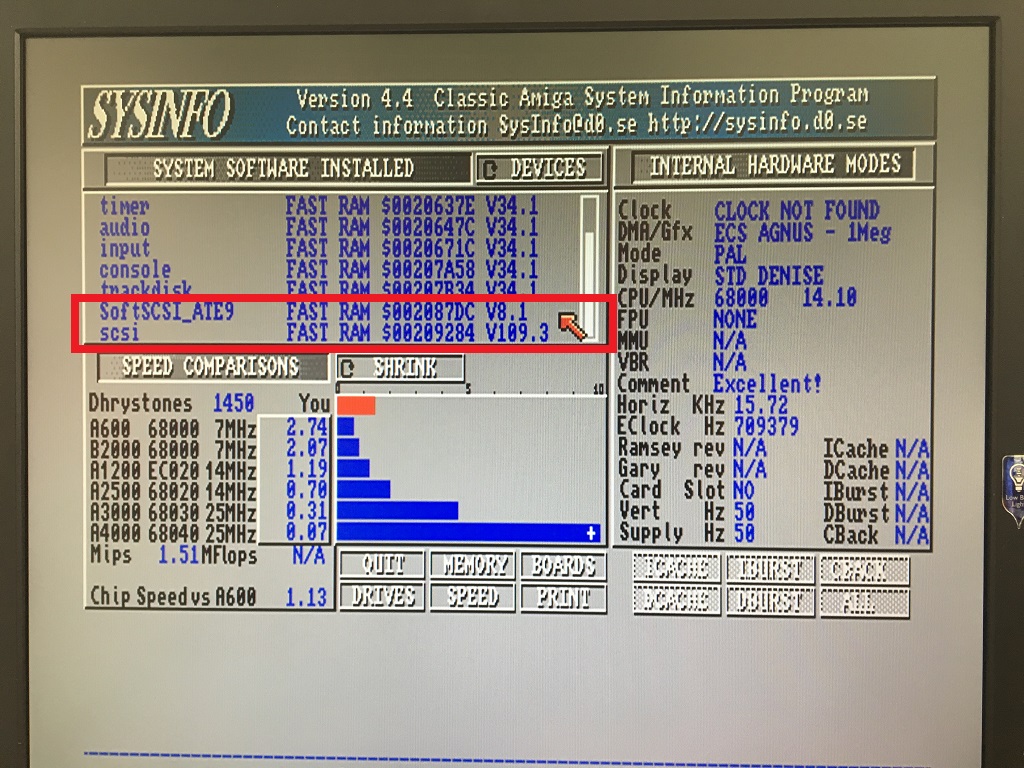 SYSINFO
Version 4.4 Classic Amiga System Information Program
Contact information SysInfo@d0.se http://sysinfo.d0.se
SYSTEM SOFTWARE INSTALLED
DEVICES
timer FAST RAM $0020637E V34.1
audio FAST RAM $0020647C V34.1
input FAST RAM $0020671C V34.1
console FAST RAM $00207A58 V34.1
trackdisk FAST RAM $00207B34 V34.1
SoftSCSI_ATE9 FAST RAM $002087DC V8.1
scsi FAST RAM $00209284 V109.3
SPEED COMPARISONS
SHRINK
0 5 10
Dhrystones 1450 You
A600 68000 7MHz 2.74
B2000 68000 7MHz 2.07
A1200 EC020 14MHz 1.19
A2500 68020 14MHz 0.70
A3000 68030 25MHz 0.31
A4000 68040 25MHz 0.07
+
Mips 1.51 MFlops N/A
Chip Speed vs A600 1.13
QUIT MEMORY BOARDS
DRIVES SPEED PRINT
INTERNAL HARDWARE MODES
Clock CLOCK NOT FOUND
DMA/Gfx ECS AGNUS - 1Meg
Mode PAL
Display STD DENISE
CPU/MHz 68000 14.10
FPU NONE
MMU N/A
VBR N/A
Comment Excellent!
Horiz KHz 15.72
EClock Hz 709379
Ramsey rev N/A ICache N/A
Gary rev N/A DCache N/A
Card Slot NO IBurst N/A
Vert Hz 50 DBurst N/A
Supply Hz 50 CBack N/A
ICACHE IBURST CBACK
DCACHE DBURST ALL